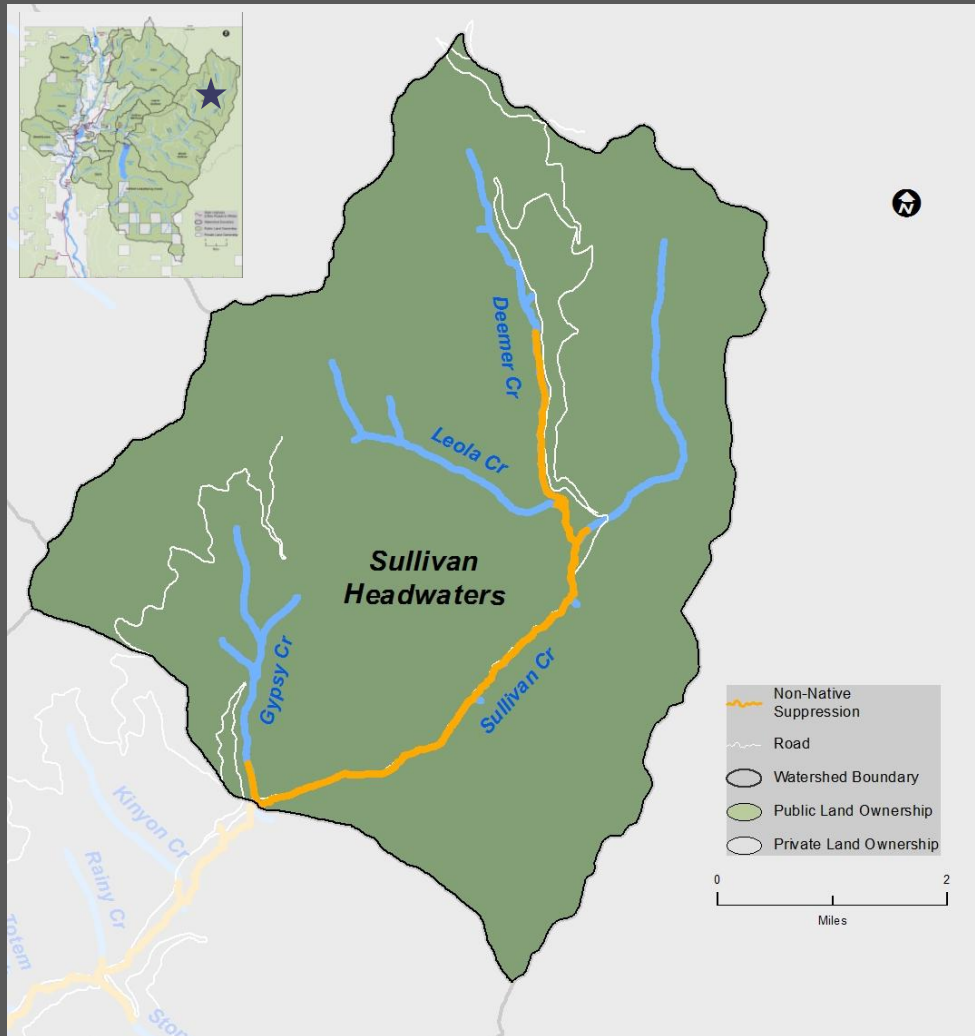 N
Deemer Cr
Leola Cr
Sullivan
Headwaters
Gypsy Cr
Sullivan Cr
Kinyon Cr
Rainy Cr
Totem
Non-Native
Suppression
Road
Watershed Boundary
Public Land Ownership
Private Land Ownership
0
2
Miles